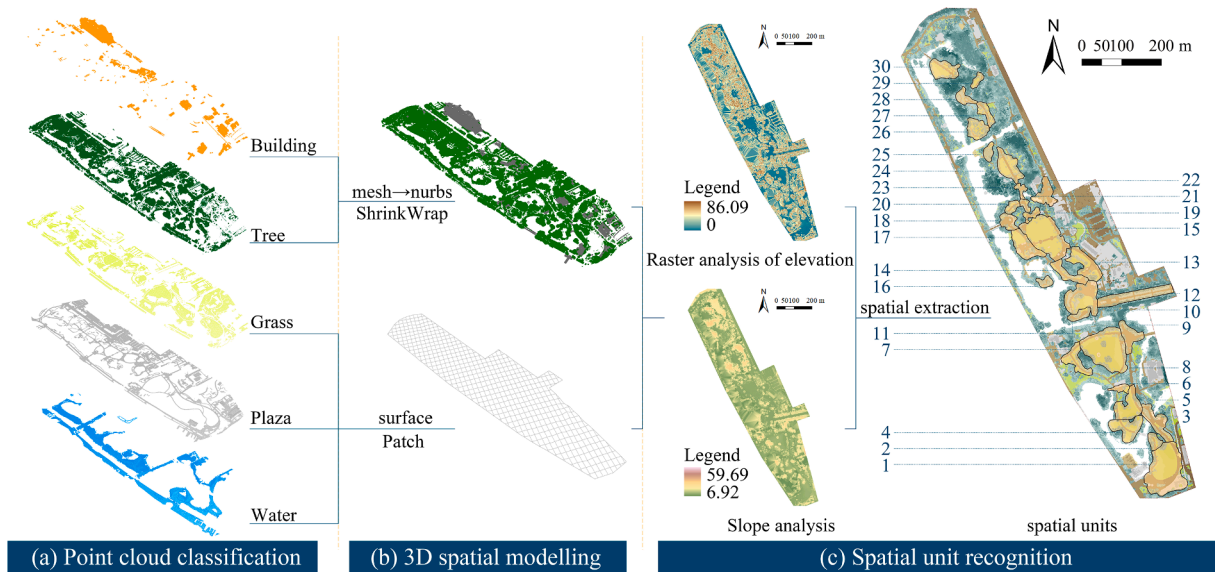 Building
Tree
Grass
Plaza
Water
(a) Point cloud classification
mesh→nurbs
ShrinkWrap
surface
Patch
(b) 3D spatial modelling
N
0 50100 200 m
Legend
86.09
0
Raster analysis of elevation
N
0 50100 200 m
Legend
59.69
6.92
Slope analysis
spatial extraction
N
0 50100 200 m
30
29
28
27
26
25
24
23
20
18
17
14
16
11
7
4
2
1
22
21
19
15
13
12
10
9
8
6
5
3
spatial units
(c) Spatial unit recognition